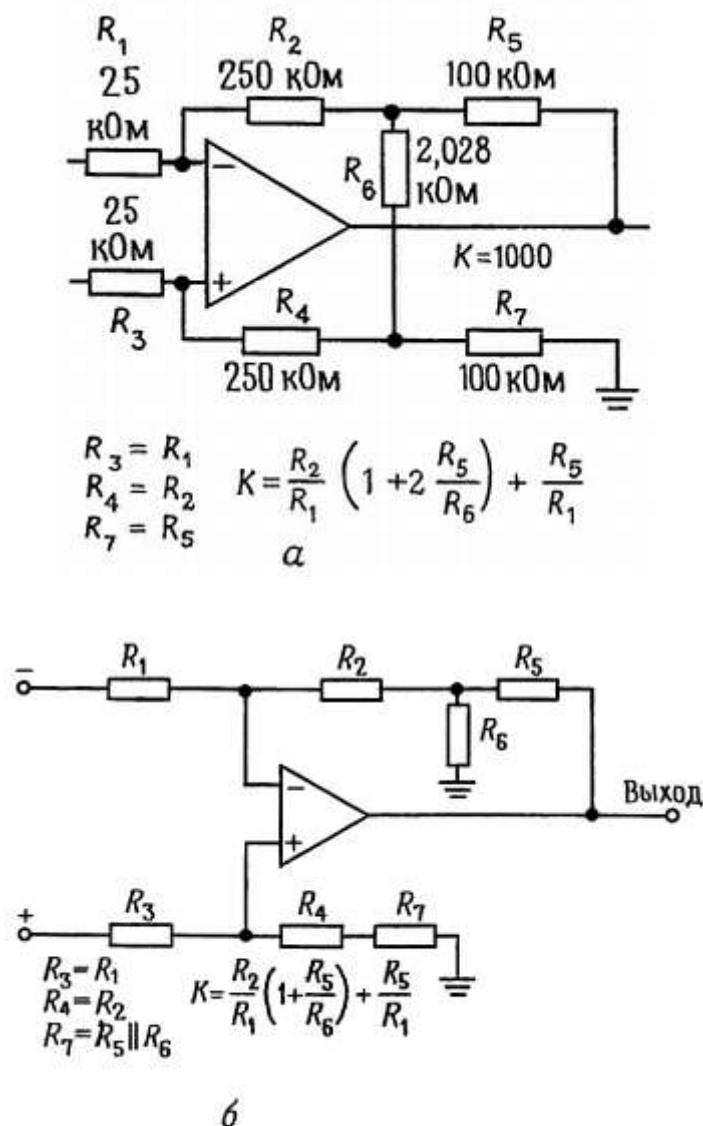 R₁ R₂ R₅
25 кОм 250 кОм 100 кОм
−
R₆ 2,028 кОм
25 кОм
K=1000
+
R₃ R₄ R₇
250 кОм 100 кОм
R₃ = R₁
R₄ = R₂
R₇ = R₅
K = R₂/R₁ (1 + 2 R₅/R₆) + R₅/R₁
а
− R₁ R₂ R₅
R₆
−
Выход
+
+ R₃ R₄ R₇
R₃=R₁
R₄=R₂
R₇=R₅||R₆
K = R₂/R₁ (1 + R₅/R₆) + R₅/R₁
б